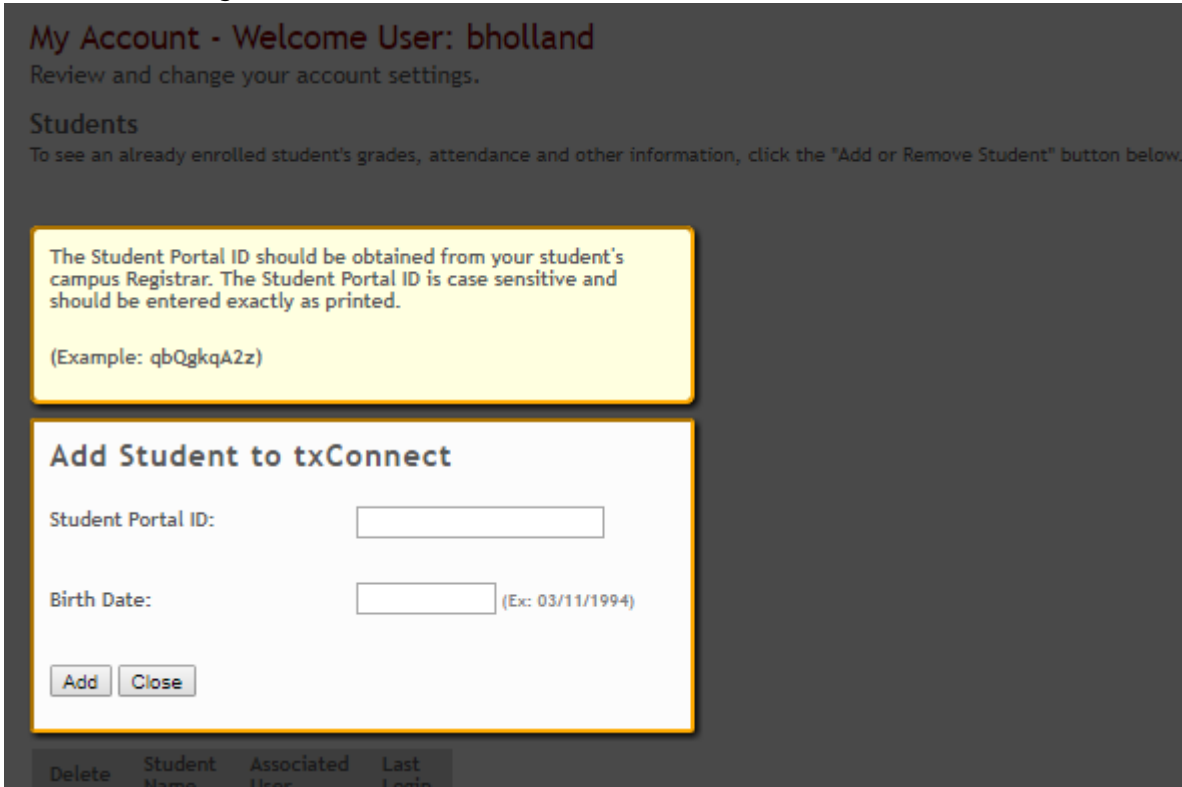 My Account - Welcome User: bholland
Review and change your account settings.
Students
To see an already enrolled student's grades, attendance and other information, click the "Add or Remove Student" button below.
The Student Portal ID should be obtained from your student's
campus Registrar. The Student Portal ID is case sensitive and
should be entered exactly as printed.
(Example: qbQgkqA2z)
Add Student to txConnect
Student Portal ID:
Birth Date: (Ex: 03/11/1994)
Add Close
Delete Student Associated Last
Name User Login